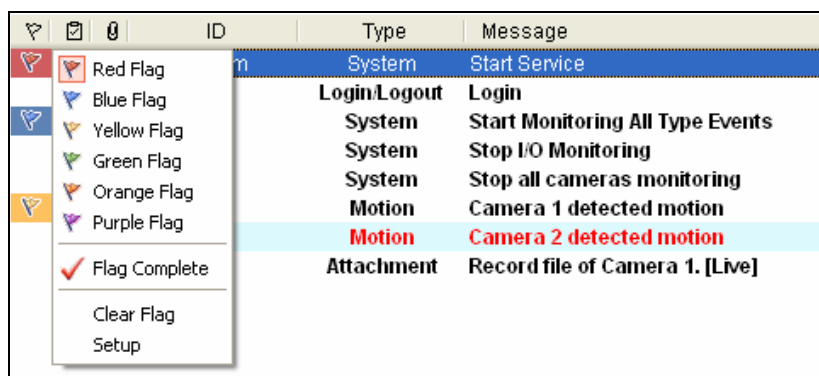 ID Type Message
Red Flag m System Start Service
Blue Flag Login/Logout Login
Yellow Flag System Start Monitoring All Type Events
Green Flag System Stop I/O Monitoring
Orange Flag System Stop all cameras monitoring
Purple Flag Motion Camera 1 detected motion
Motion Camera 2 detected motion
Flag Complete Attachment Record file of Camera 1. [Live]
Clear Flag
Setup